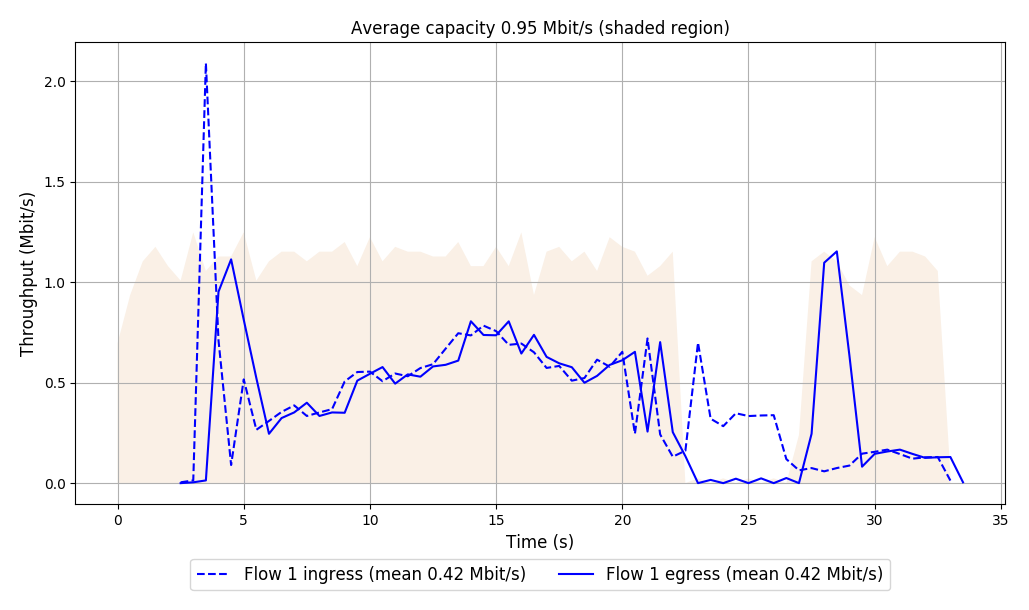 Average capacity 0.95 Mbit/s (shaded region)
2.0
1.5
1.0
0.5
0.0
Throughput (Mbit/s)
0 5 10 15 20 25 30 35
Time (s)
Flow 1 ingress (mean 0.42 Mbit/s) Flow 1 egress (mean 0.42 Mbit/s)